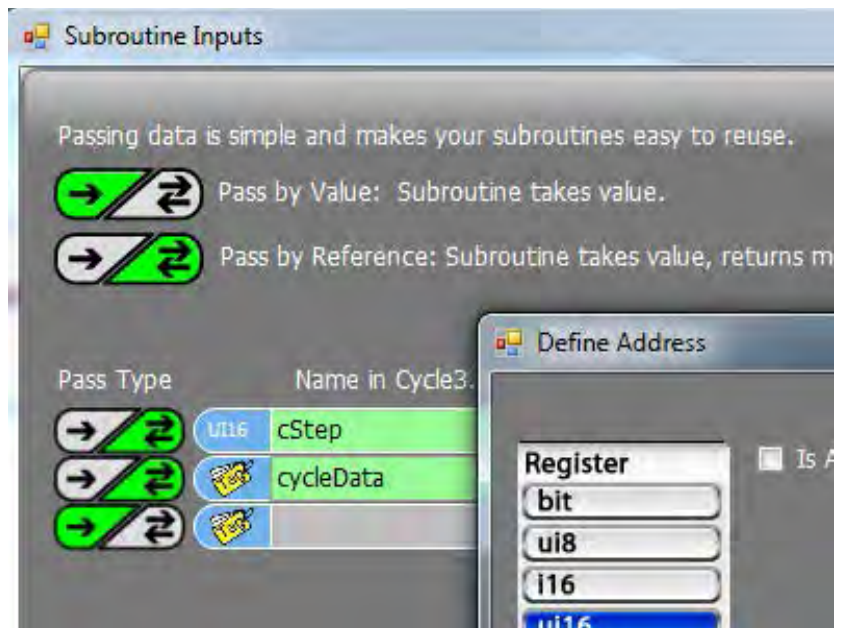 Subroutine Inputs
Passing data is simple and makes your subroutines easy to reuse.
Pass by Value: Subroutine takes value.
Pass by Reference: Subroutine takes value, returns m
Define Address
Pass Type
Name in Cycle3.
UI16 cStep
cycleData
Register
Is A
bit
ui8
i16
ui16